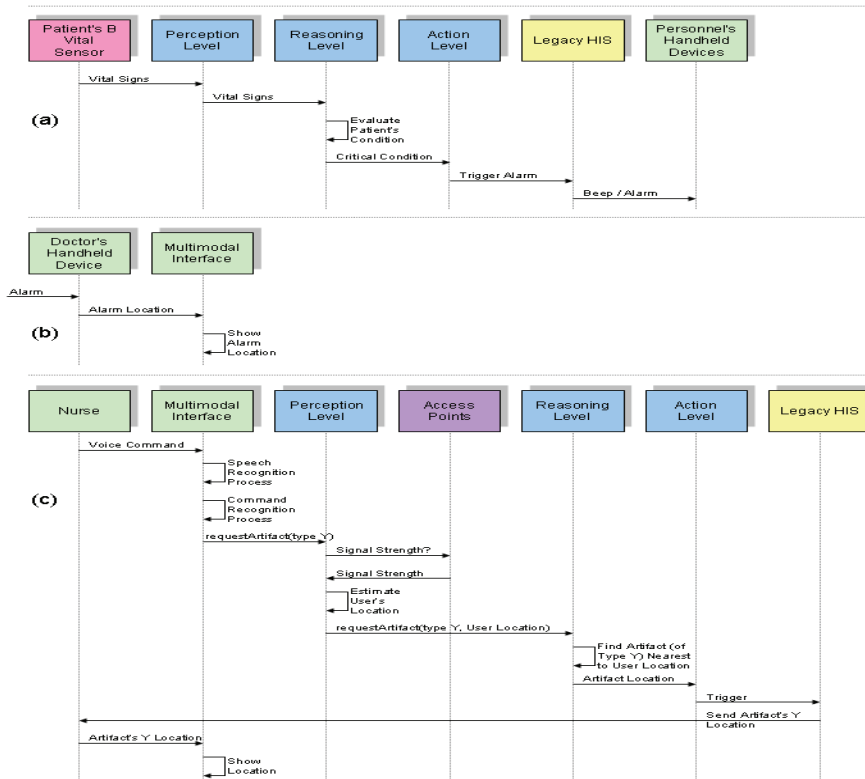 Patient's B
Vital
Sensor
Perception
Level
Reasoning
Level
Action
Level
Legacy HIS
Personnel's
Handheld
Devices
Vital Signs
Vital Signs
(a)
Evaluate
Patient's
Condition
Critical Condition
Trigger Alarm
Beep / Alarm
Doctor's
Handheld
Device
Multimodal
Interface
Alarm
Alarm Location
(b)
Show
Alarm
Location
Nurse
Multimodal
Interface
Perception
Level
Access
Points
Reasoning
Level
Action
Level
Legacy HIS
Voice Command
Speech
Recognition
Process
(c)
Command
Recognition
Process
requestArtifact(type Y)
Signal Strength?
Signal Strength
Estimate
User's
Location
requestArtifact(type Y, User Location)
Find Artifact (of
Type Y) Nearest
to User Location
Artifact Location
Trigger
Send Artifact's Y
Location
Artifact's Y Location
Show
Location